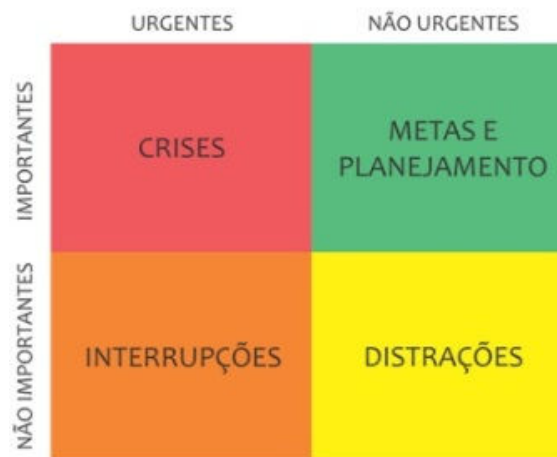 URGENTES
NÃO URGENTES
IMPORTANTES
CRISES
METAS E
PLANEJAMENTO
NÃO IMPORTANTES
INTERRUPÇÕES
DISTRAÇÕES